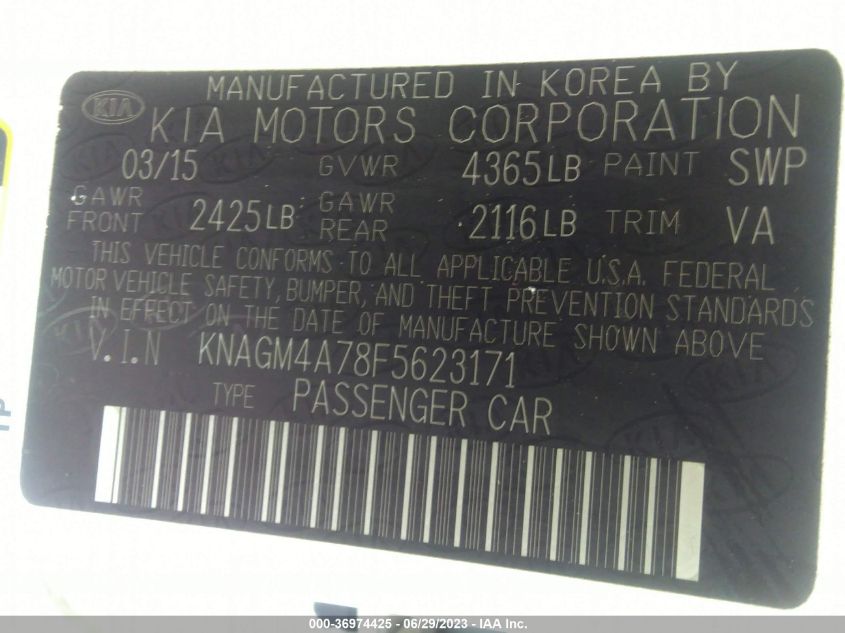 MANUFACTURED IN KOREA BY
KIA
KIA MOTORS CORPORATION
03/15 GVWR 4365LB PAINT SWP
GAWR FRONT 2425LB GAWR REAR 2116LB TRIM VA
THIS VEHICLE CONFORMS TO ALL APPLICABLE U.S.A. FEDERAL
MOTOR VEHICLE SAFETY, BUMPER, AND THEFT PREVENTION STANDARDS
IN EFFECT ON THE DATE OF MANUFACTURE SHOWN ABOVE
V.I.N KNAGM4A78F5623171
TYPE PASSENGER CAR
000-36974425 - 06/29/2023 - IAA Inc.